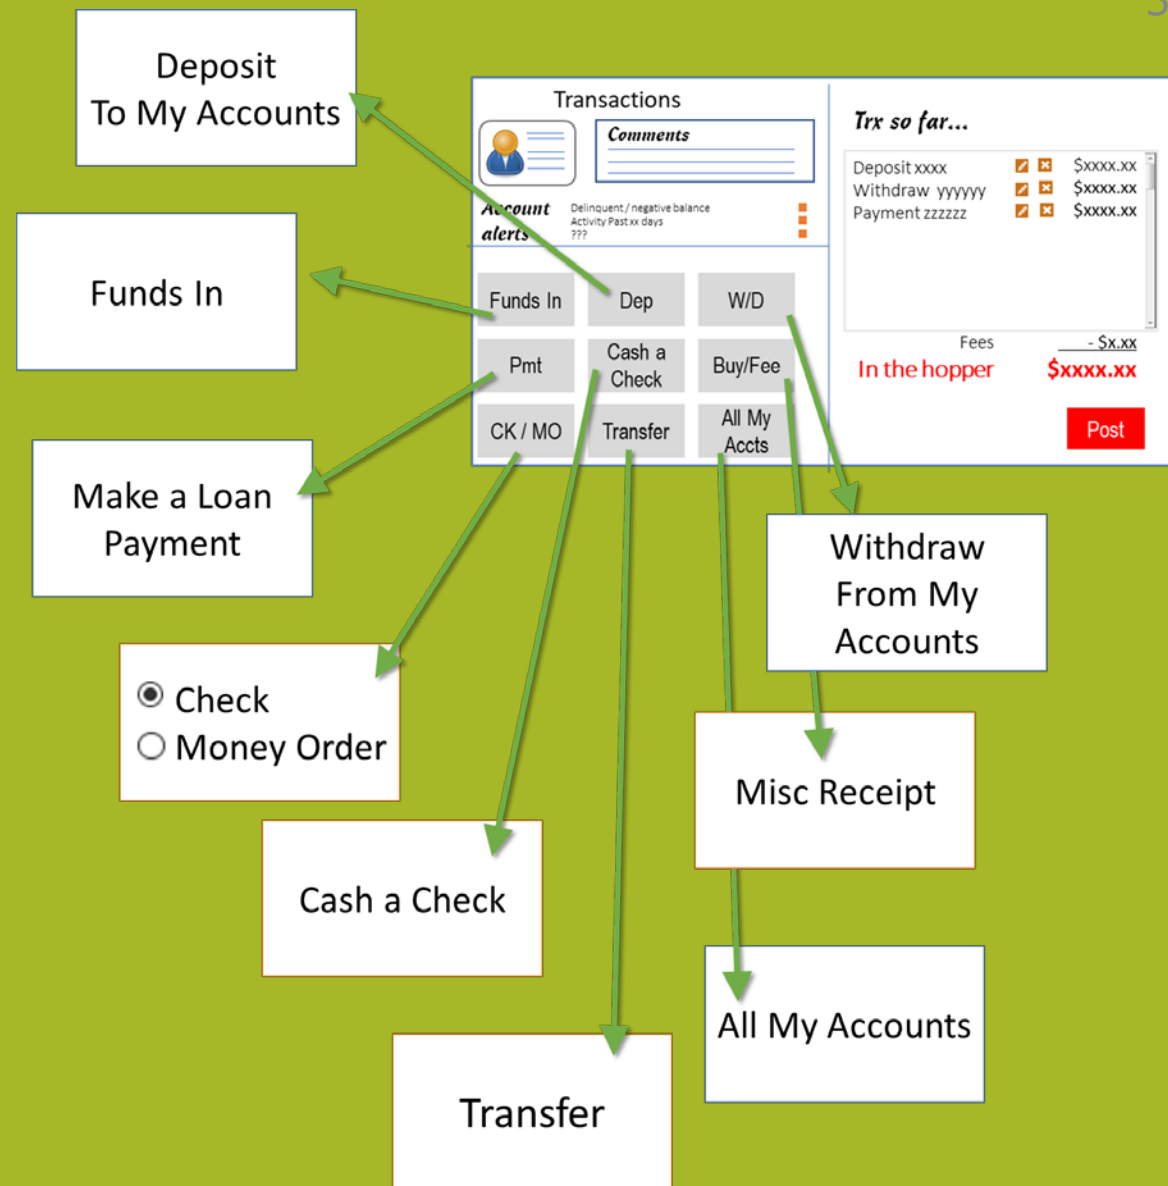 Deposit
To My Accounts
Transactions
Comments
Trx so far...
Deposit xxxx $xxxx.xx
Withdraw yyyyyy $xxxx.xx
Payment zzzzzz $xxxx.xx
Account
alerts
Delinquent / negative balance
Activity Past xx days
???
Funds In
Funds In
Dep
W/D
Pmt
Cash a
Check
Buy/Fee
CK / MO
Transfer
All My
Accts
Fees - $x.xx
In the hopper $xxxx.xx
Post
Make a Loan
Payment
Withdraw
From My
Accounts
Check
Money Order
Misc Receipt
Cash a Check
All My Accounts
Transfer